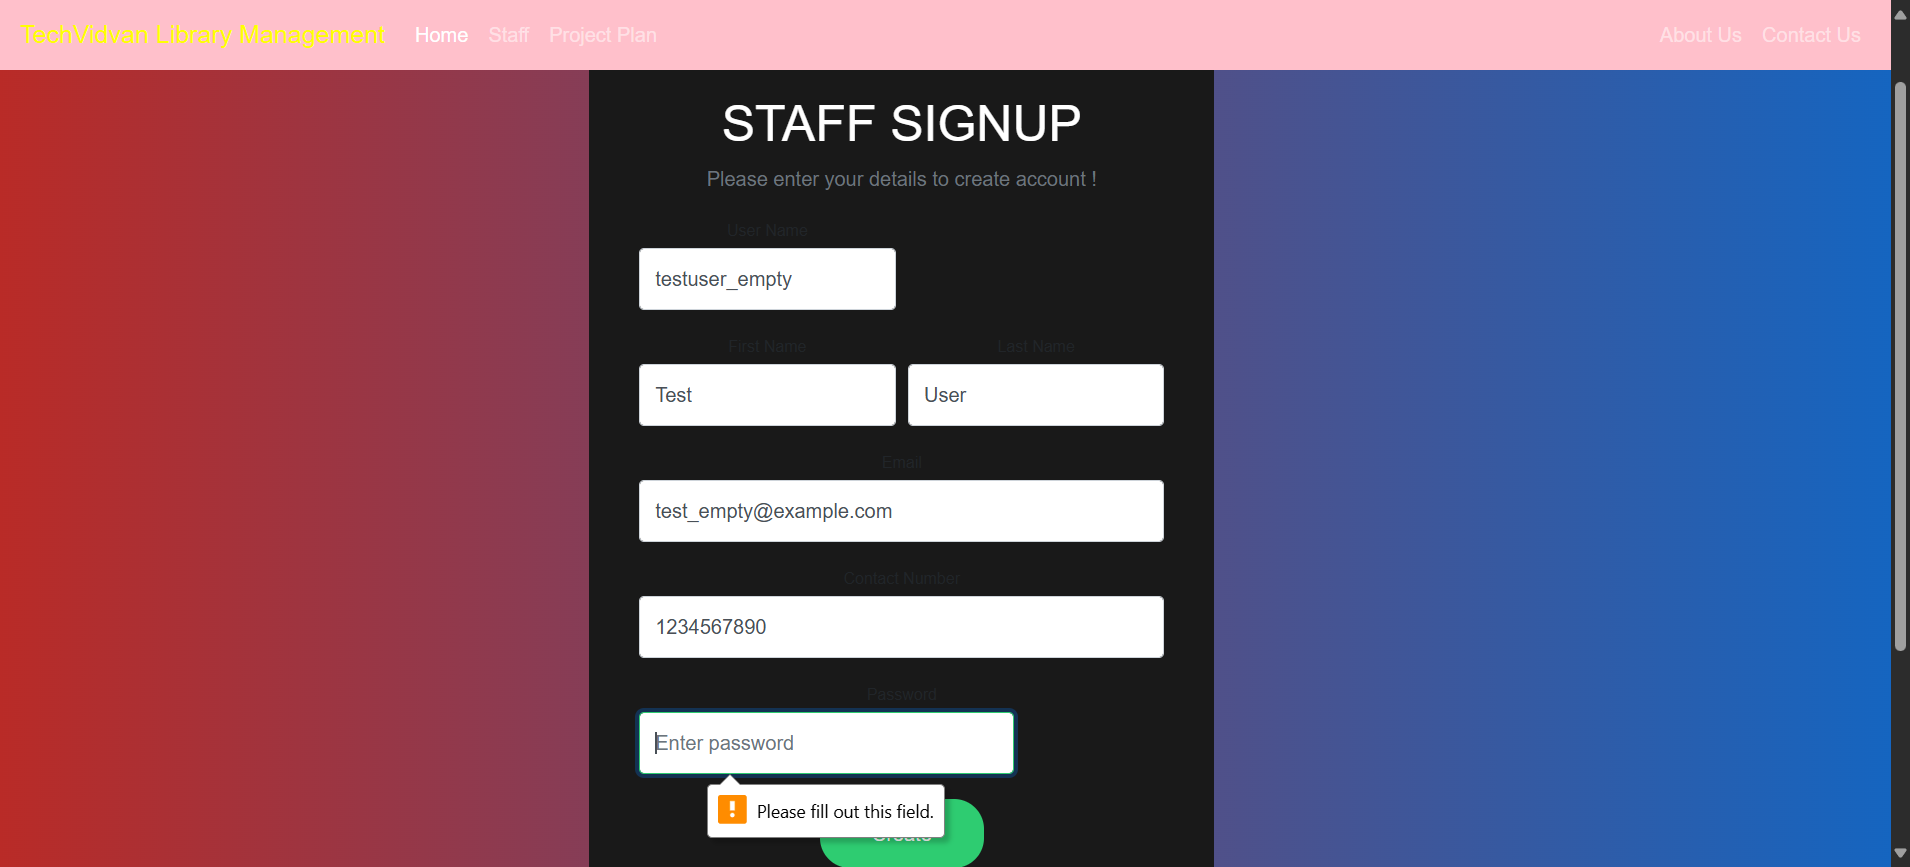 TechVidvan Library Management Home Staff Project Plan About Us Contact Us
STAFF SIGNUP
Please enter your details to create account !
User Name
testuser_empty
First Name Last Name
Test User
Email
test_empty@example.com
Contact Number
1234567890
Password
Enter password
Please fill out this field.
Create